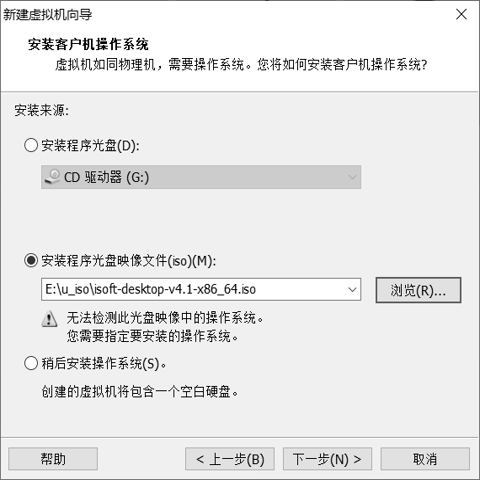 新建虚拟机向导
安装客户机操作系统
虚拟机如同物理机，需要操作系统。您将如何安装客户机操作系统?
安装来源:
安装程序光盘(D):
CD 驱动器 (G:)
安装程序光盘映像文件(iso)(M):
E:\u_iso\isoft-desktop-v4.1-x86_64.iso
浏览(R)...
无法检测此光盘映像中的操作系统。
您需要指定要安装的操作系统。
稍后安装操作系统(S)。
创建的虚拟机将包含一个空白硬盘。
帮助
< 上一步(B)
下一步(N) >
取消